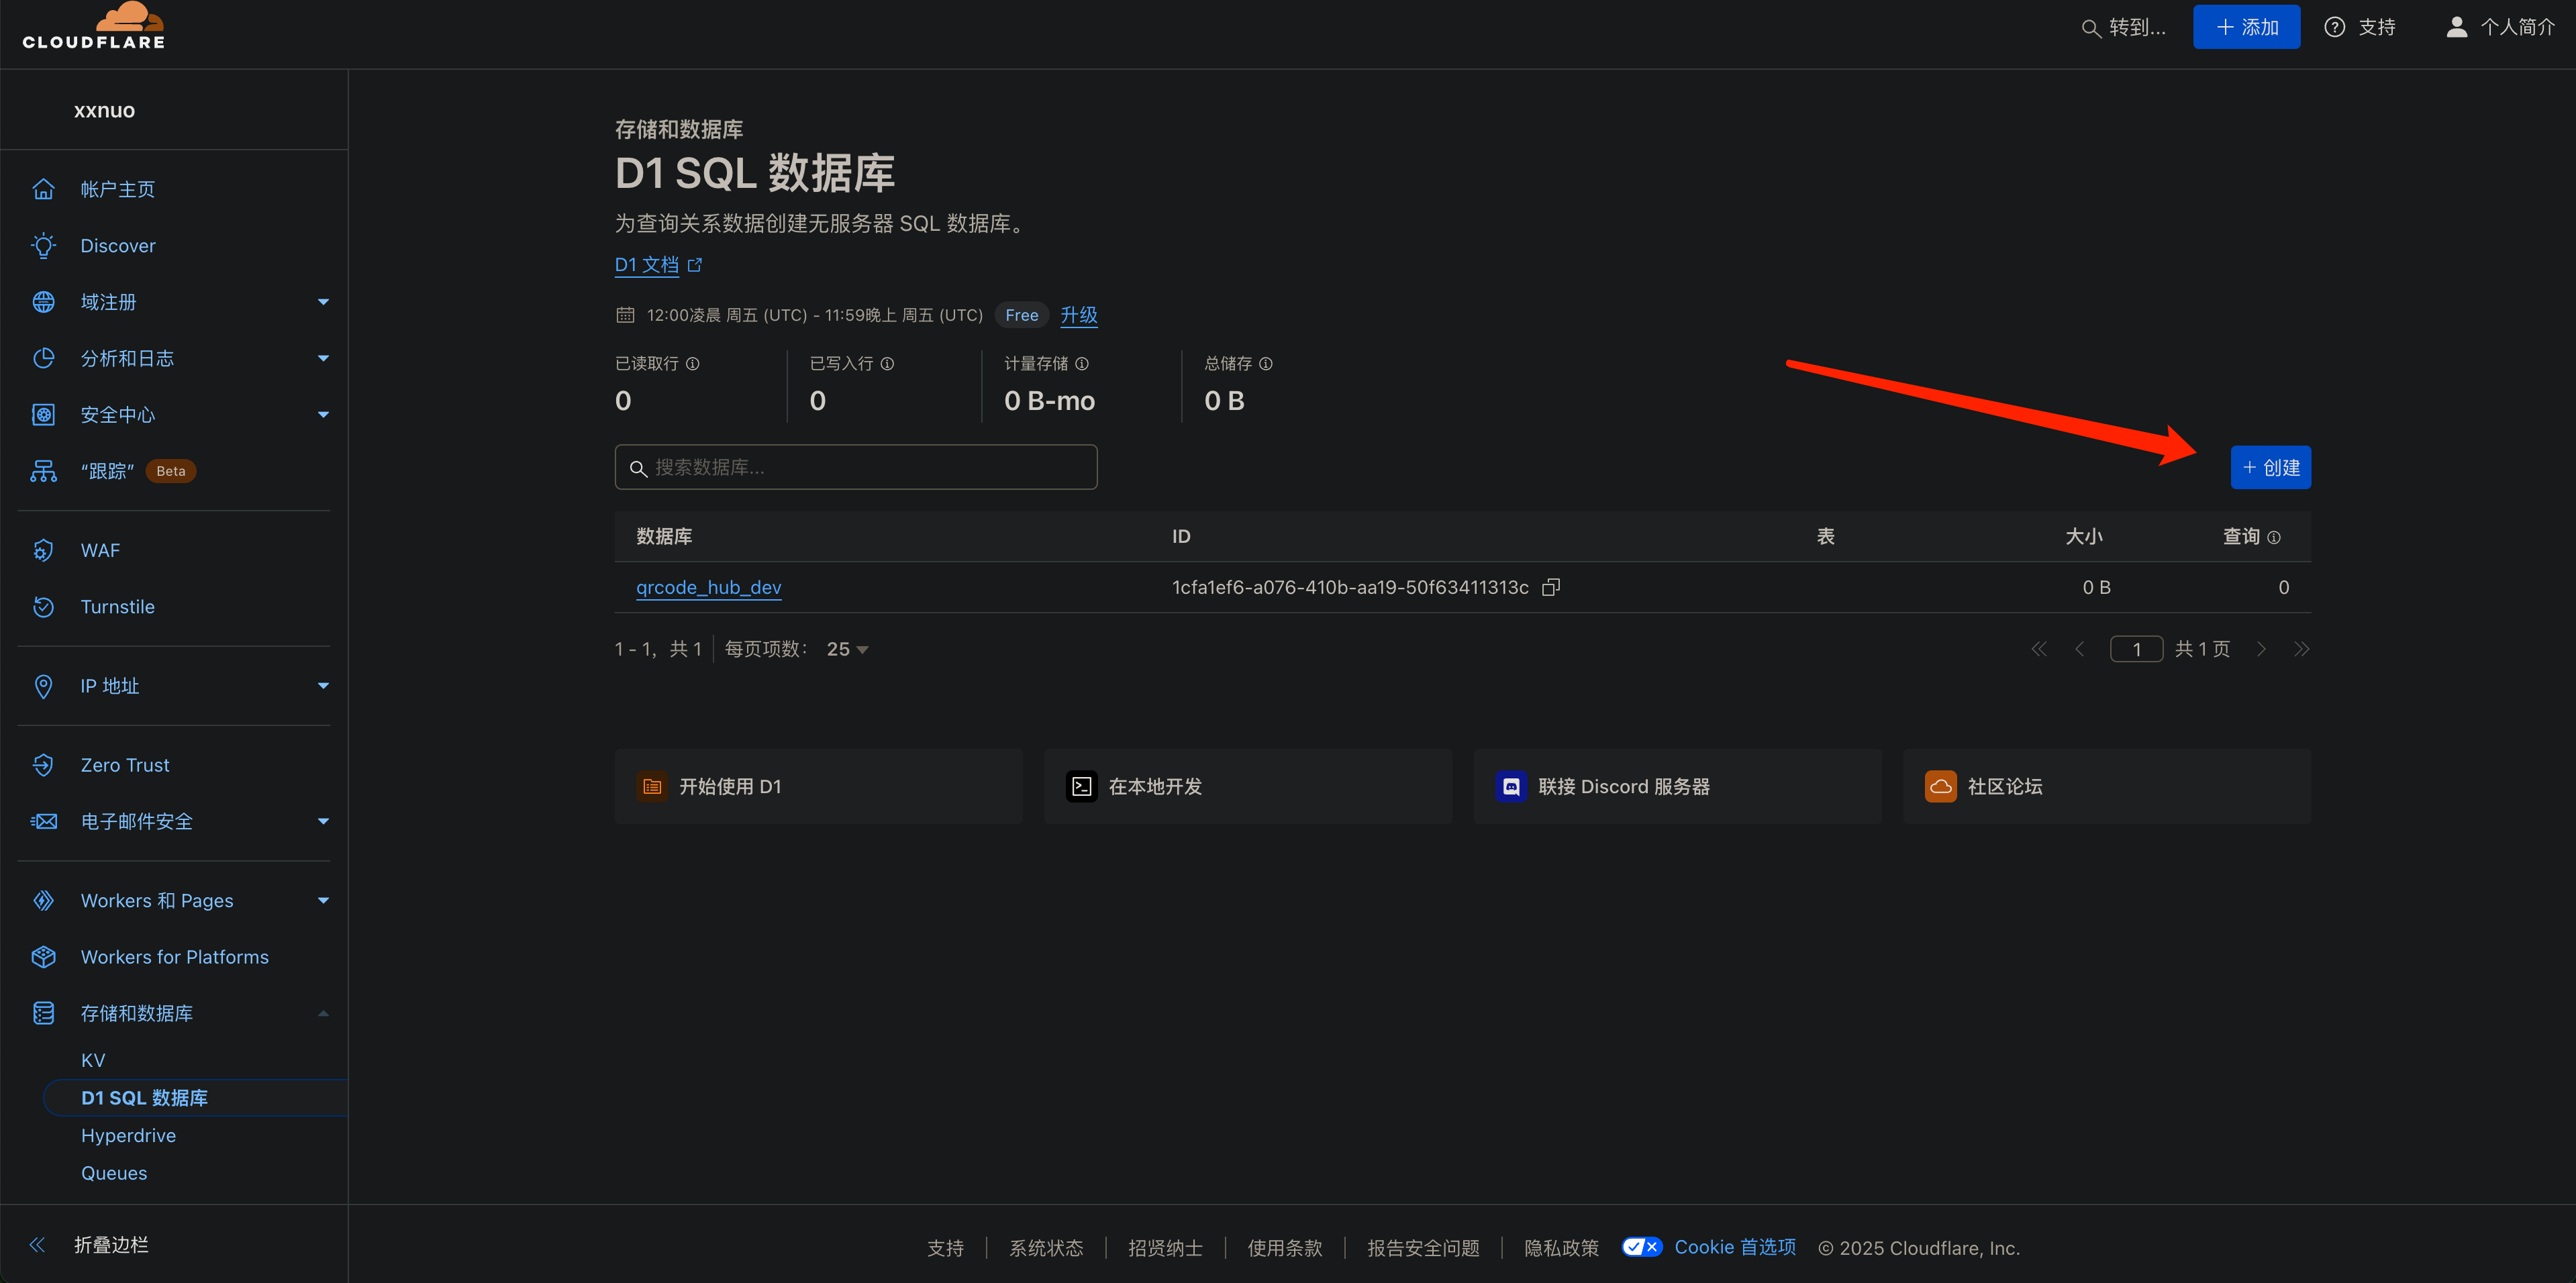 CLOUDFLARE
转到...
添加
支持
个人简介
xxnuo
帐户主页
Discover
域注册
分析和日志
安全中心
“跟踪” Beta
WAF
Turnstile
IP 地址
Zero Trust
电子邮件安全
Workers 和 Pages
Workers for Platforms
存储和数据库
KV
D1 SQL 数据库
Hyperdrive
Queues
折叠边栏
存储和数据库
D1 SQL 数据库
为查询关系数据创建无服务器 SQL 数据库。
D1 文档
12:00凌晨 周五 (UTC) - 11:59晚上 周五 (UTC) Free 升级
已读取行 已写入行 计量存储 总储存
0 0 0 B-mo 0 B
搜索数据库...
+ 创建
数据库 ID 表 大小 查询
qrcode_hub_dev 1cfa1ef6-a076-410b-aa19-50f63411313c 0 B 0
1 - 1, 共 1 每页项数: 25
1 共 1 页
开始使用 D1 在本地开发 联接 Discord 服务器 社区论坛
支持 系统状态 招贤纳士 使用条款 报告安全问题 隐私政策 Cookie 首选项 © 2025 Cloudflare, Inc.